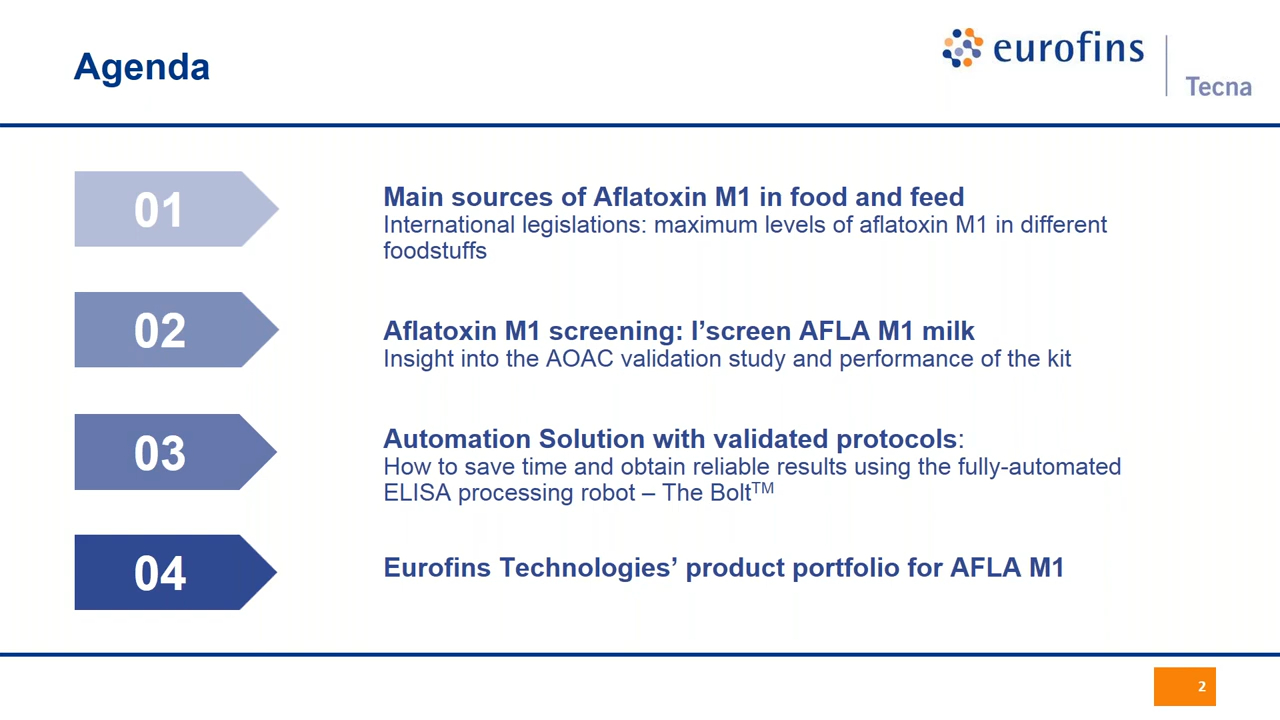 Agenda
eurofins
Tecna
01
Main sources of Aflatoxin M1 in food and feed
International legislations: maximum levels of aflatoxin M1 in different
foodstuffs
02
Aflatoxin M1 screening: I’screen AFLA M1 milk
Insight into the AOAC validation study and performance of the kit
03
Automation Solution with validated protocols:
How to save time and obtain reliable results using the fully-automated
ELISA processing robot – The Bolt™
04
Eurofins Technologies’ product portfolio for AFLA M1
2